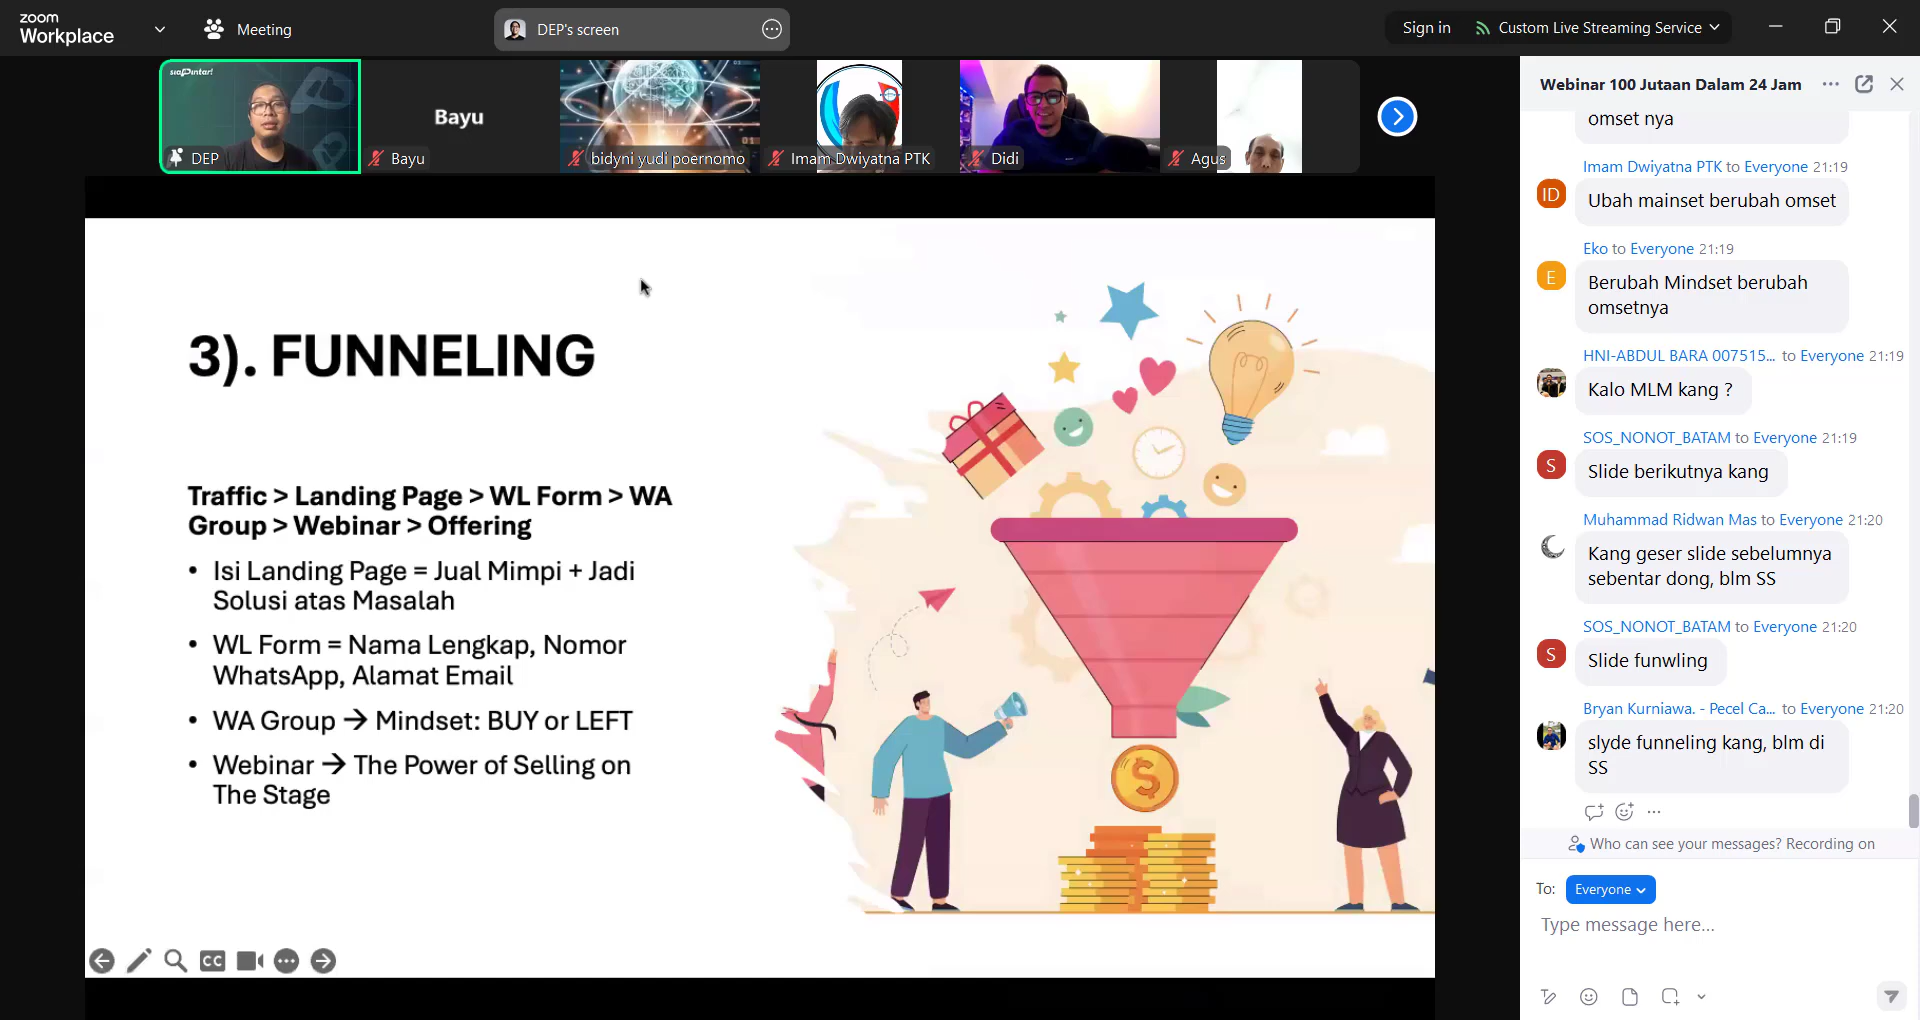 zoom
Workplace
Meeting
DEP's screen
Sign in
Custom Live Streaming Service
siapintar!
DEP
Bayu
Bayu
bidyni yudi poernomo
Imam Dwiyatna PTK
Didi
Agus
3). FUNNELING
Traffic > Landing Page > WL Form > WA
Group > Webinar > Offering
• Isi Landing Page = Jual Mimpi + Jadi
Solusi atas Masalah
• WL Form = Nama Lengkap, Nomor
WhatsApp, Alamat Email
• WA Group → Mindset: BUY or LEFT
• Webinar → The Power of Selling on
The Stage
$
CC
Webinar 100 Jutaan Dalam 24 Jam
omset nya
Imam Dwiyatna PTK to Everyone 21:19
ID
Ubah mainset berubah omset
Eko to Everyone 21:19
E
Berubah Mindset berubah
omsetnya
HNI-ABDUL BARA 007515... to Everyone 21:19
Kalo MLM kang ?
SOS_NONOT_BATAM to Everyone 21:19
S
Slide berikutnya kang
Muhammad Ridwan Mas to Everyone 21:20
Kang geser slide sebelumnya
sebentar dong, blm SS
SOS_NONOT_BATAM to Everyone 21:20
S
Slide funwling
Bryan Kurniawa. - Pecel Ca... to Everyone 21:20
slyde funneling kang, blm di
SS
Who can see your messages? Recording on
To: Everyone
Type message here...